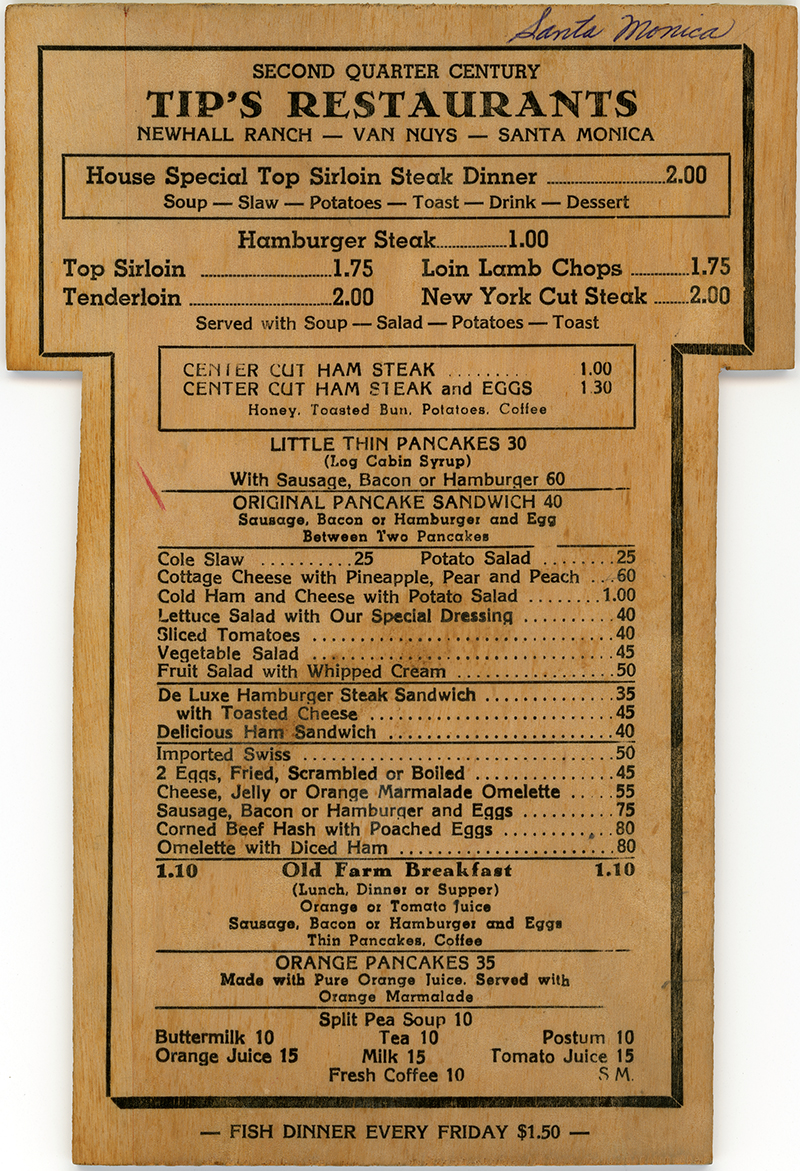 Santa Monica
SECOND QUARTER CENTURY
TIP'S RESTAURANTS
NEWHALL RANCH — VAN NUYS — SANTA MONICA
House Special Top Sirloin Steak Dinner ..............................2.00
Soup — Slaw — Potatoes — Toast — Drink — Dessert
Hamburger Steak..................1.00
Top Sirloin .................................1.75 Loin Lamb Chops ...............1.75
Tenderloin ....................................2.00 New York Cut Steak .........2.00
Served with Soup — Salad — Potatoes — Toast
CENTER CUT HAM STEAK ........ 1.00
CENTER CUT HAM STEAK and EGGS 1.30
Honey, Toasted Bun, Potatoes, Coffee
LITTLE THIN PANCAKES 30
(Log Cabin Syrup)
With Sausage, Bacon or Hamburger 60
ORIGINAL PANCAKE SANDWICH 40
Sausage, Bacon or Hamburger and Egg
Between Two Pancakes
Cole Slaw ..........25 Potato Salad ........25
Cottage Cheese with Pineapple, Pear and Peach ...60
Cold Ham and Cheese with Potato Salad ........1.00
Lettuce Salad with Our Special Dressing ..........40
Sliced Tomatoes .................................40
Vegetable Salad .................................45
Fruit Salad with Whipped Cream .................50
De Luxe Hamburger Steak Sandwich ..............35
with Toasted Cheese ..........................45
Delicious Ham Sandwich .........................40
Imported Swiss ..................................50
2 Eggs, Fried, Scrambled or Boiled ...............45
Cheese, Jelly or Orange Marmalade Omelette .....55
Sausage, Bacon or Hamburger and Eggs ..........75
Corned Beef Hash with Poached Eggs ............80
Omelette with Diced Ham ........................80
1.10 Old Farm Breakfast 1.10
(Lunch, Dinner or Supper)
Orange or Tomato Juice
Sausage, Bacon or Hamburger and Eggs
Thin Pancakes, Coffee
ORANGE PANCAKES 35
Made with Pure Orange Juice. Served with
Orange Marmalade
Split Pea Soup 10
Buttermilk 10 Tea 10 Postum 10
Orange Juice 15 Milk 15 Tomato Juice 15
Fresh Coffee 10 S.M.
— FISH DINNER EVERY FRIDAY $1.50 —